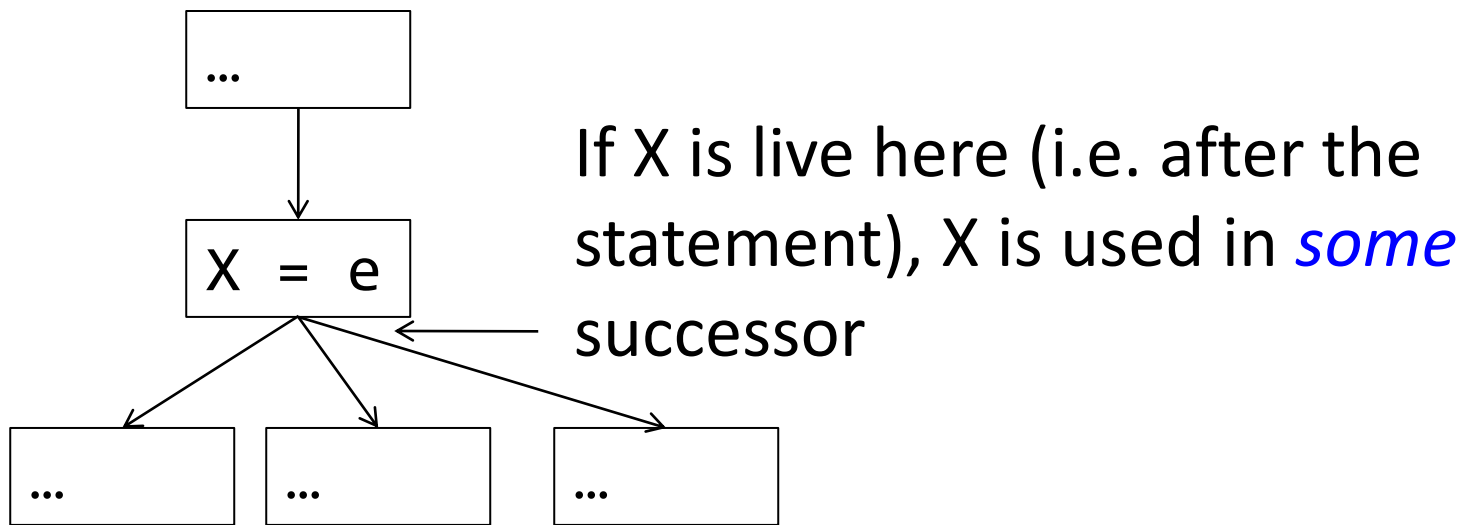 …
If X is live here (i.e. after the
statement), X is used in some
successor
X = e
… … …